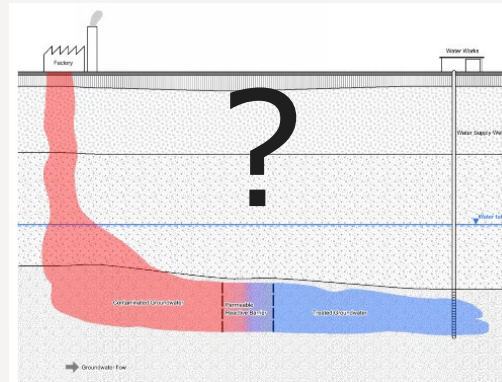 Factory
Water Works
?
Water Supply We
Water tab
Contaminated Groundwater
Permeable
Reactive Barrier
Treated Groundwater
Groundwater Flow